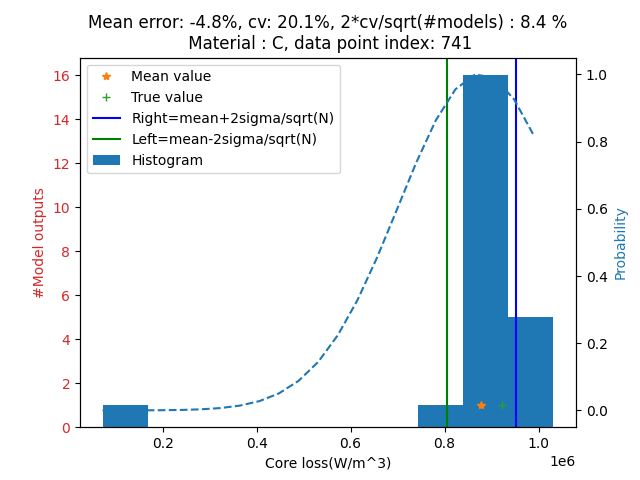 Mean error: -4.8%, cv: 20.1%, 2*cv/sqrt(#models) : 8.4 %
Material : C, data point index: 741
Mean value
True value
Right=mean+2sigma/sqrt(N)
Left=mean-2sigma/sqrt(N)
Histogram
#Model outputs
16
14
12
10
8
6
4
2
0
0.2
0.4
0.6
0.8
1.0
1e6
Core loss(W/m^3)
1.0
0.8
0.6
0.4
0.2
0.0
Probability